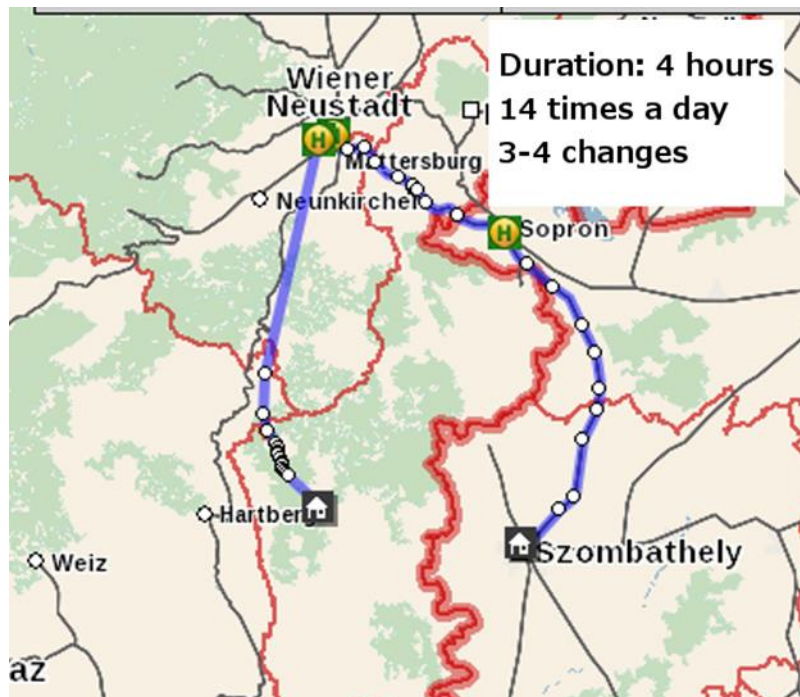 Duration: 4 hours
14 times a day
3-4 changes
Wiener
Neustadt
H
Mattersburg
Neunkirchen
H
Sopron
Hartberg
Szombathely
Weiz
az